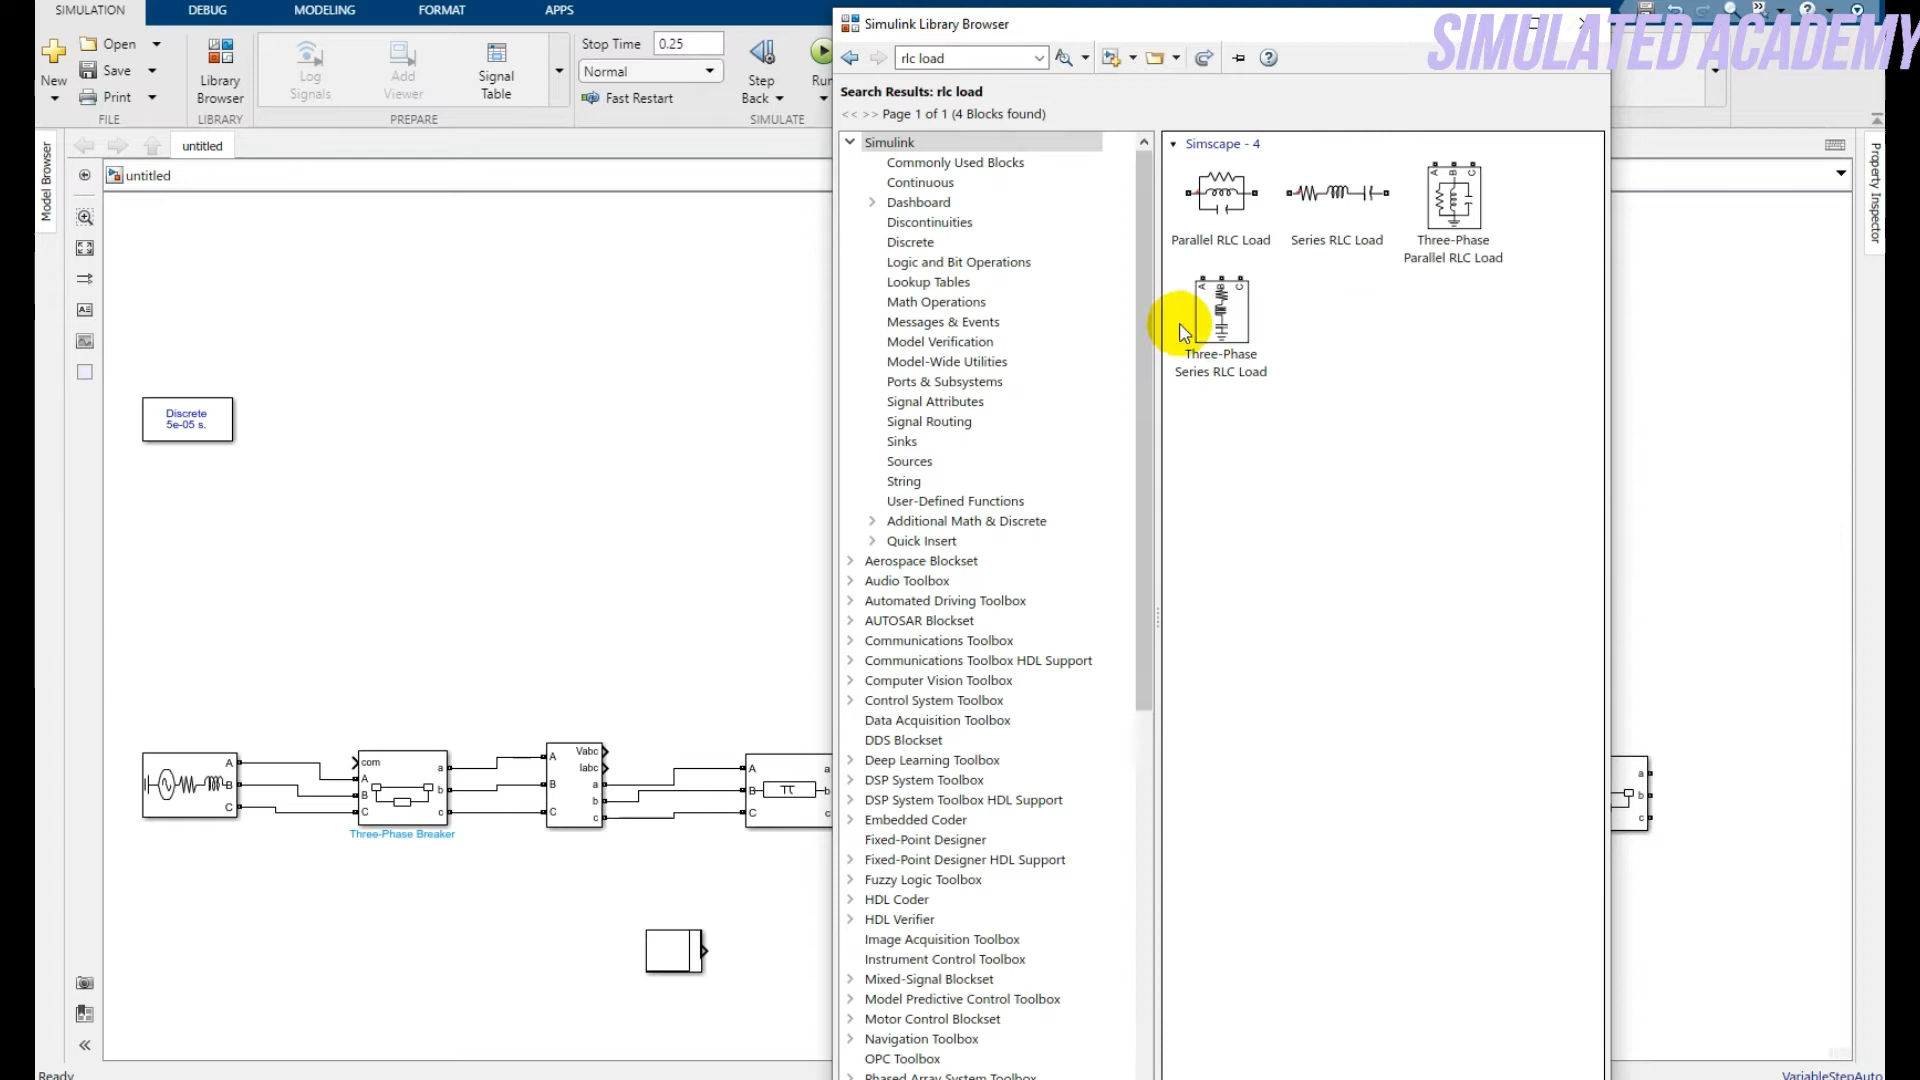 SIMULATION
DEBUG
MODELING
FORMAT
APPS
Simulink Library Browser
SIMULATED ACADEMY
New
Open
Save
Print
FILE
Library
Browser
LIBRARY
Log
Signals
Add
Viewer
Signal
Table
PREPARE
Stop Time 0.25
Normal
Fast Restart
Step
Back
Run
SIMULATE
rlc load
Search Results: rlc load
<< >> Page 1 of 1 (4 Blocks found)
Model Browser
untitled
untitled
Property Inspector
Simulink
Commonly Used Blocks
Continuous
Dashboard
Discontinuities
Discrete
Logic and Bit Operations
Lookup Tables
Math Operations
Messages & Events
Model Verification
Model-Wide Utilities
Ports & Subsystems
Signal Attributes
Signal Routing
Sinks
Sources
String
User-Defined Functions
Additional Math & Discrete
Quick Insert
Aerospace Blockset
Audio Toolbox
Automated Driving Toolbox
AUTOSAR Blockset
Communications Toolbox
Communications Toolbox HDL Support
Computer Vision Toolbox
Control System Toolbox
Data Acquisition Toolbox
DDS Blockset
Deep Learning Toolbox
DSP System Toolbox
DSP System Toolbox HDL Support
Embedded Coder
Fixed-Point Designer
Fixed-Point Designer HDL Support
Fuzzy Logic Toolbox
HDL Coder
HDL Verifier
Image Acquisition Toolbox
Instrument Control Toolbox
Mixed-Signal Blockset
Model Predictive Control Toolbox
Motor Control Blockset
Navigation Toolbox
OPC Toolbox
Phased Array System Toolbox
Simscape - 4
Parallel RLC Load
Series RLC Load
A B C
Three-Phase
Parallel RLC Load
A B C
Three-Phase
Series RLC Load
Discrete
5e-05 s.
A
B
C
com
A
B
C
a
b
c
Three-Phase Breaker
A
B
C
Vabc
Iabc
a
b
c
A
B
C
π
a
b
c
a
b
c
Ready
VariableStepAuto